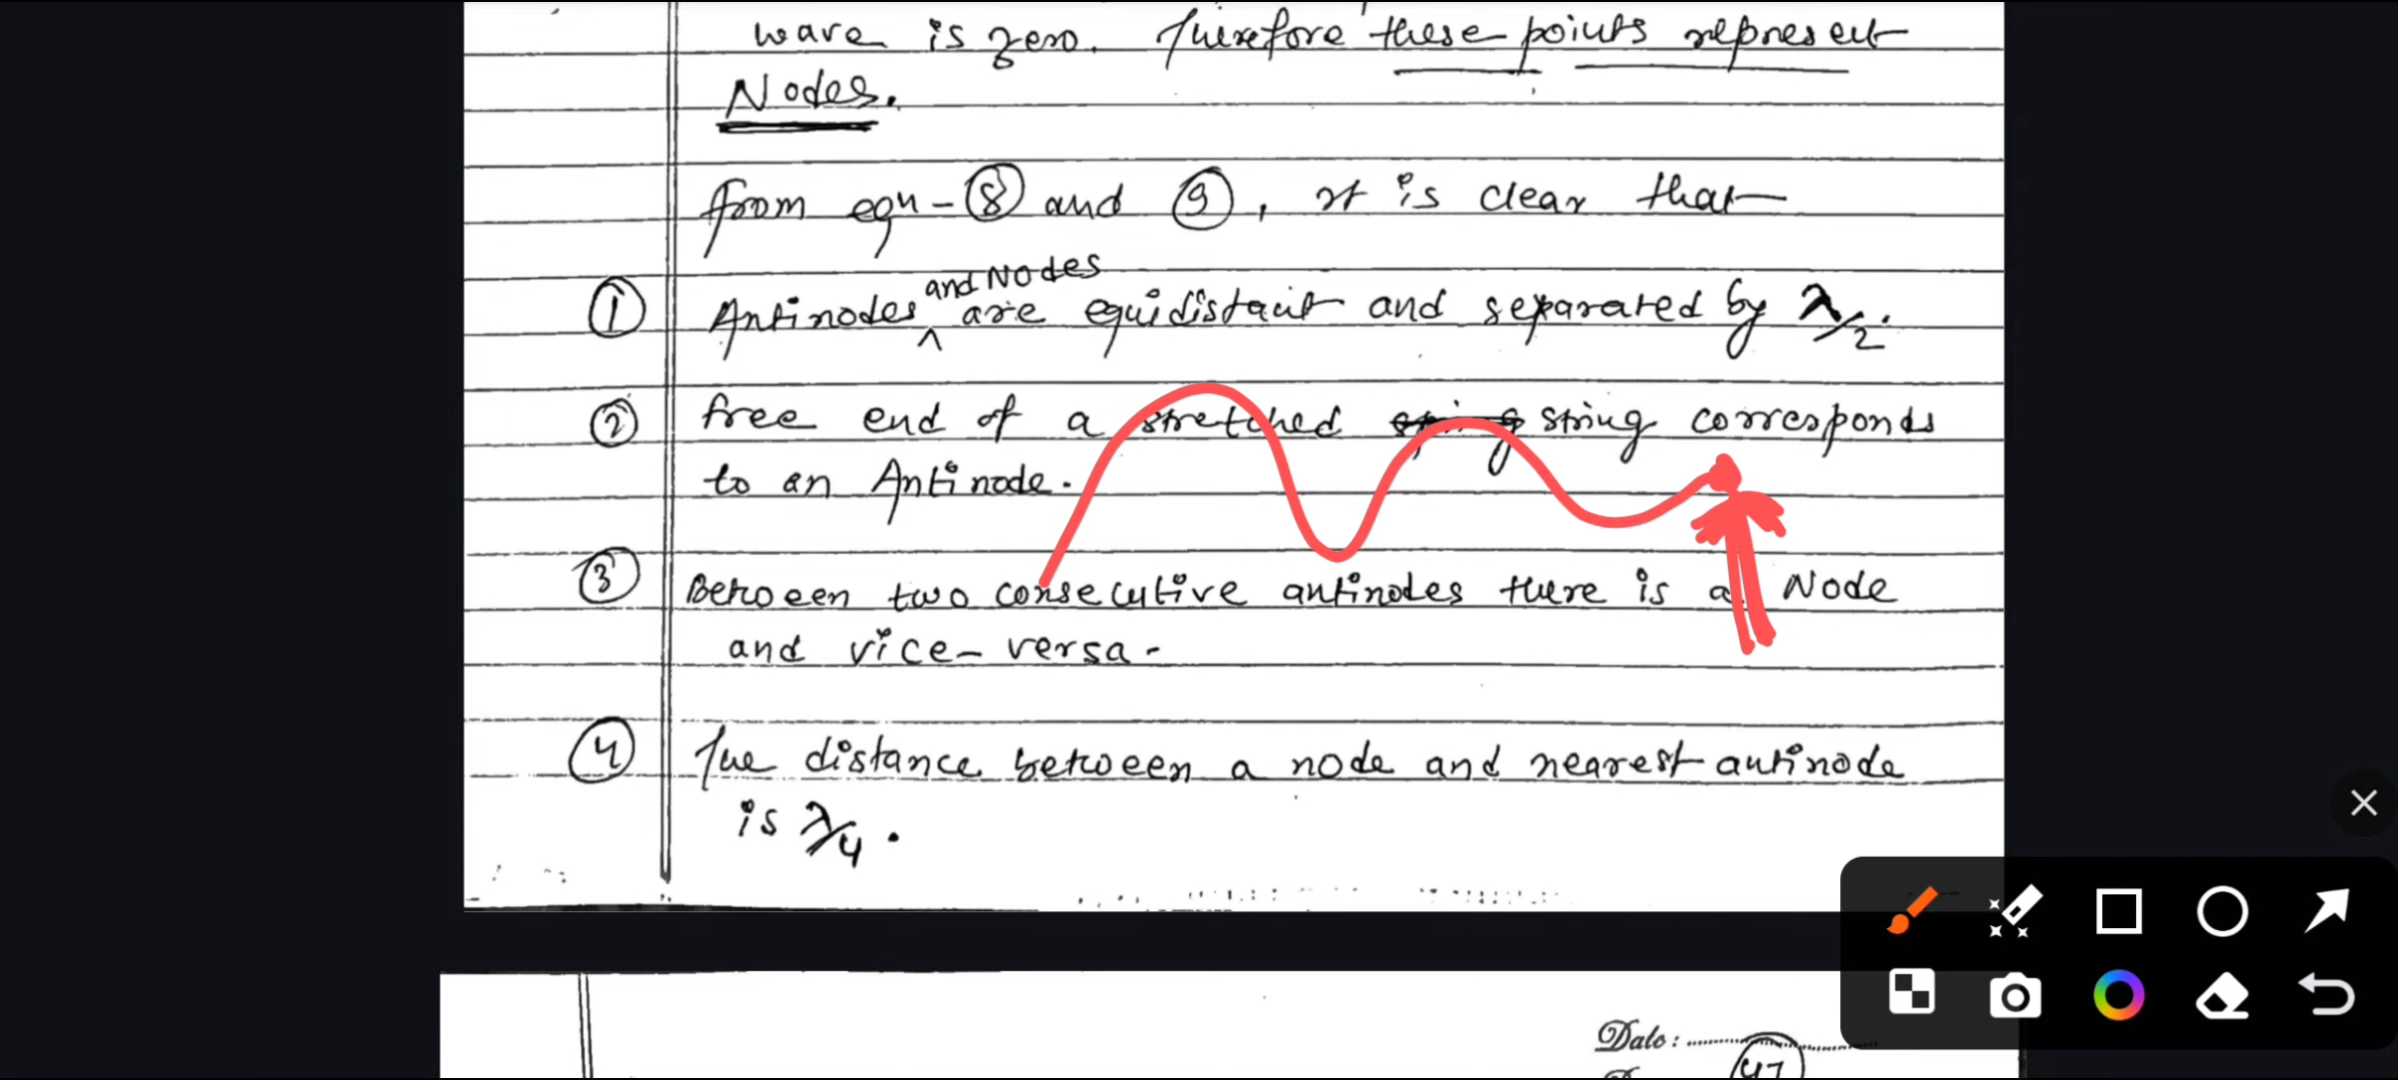 wave is zero. Therefore these points represent
Nodes.
from eqn - ⑧ and ⑨, it is clear that
① Antinodes and Nodes are equidistant and separated by λ/2.
② free end of a stretched string corresponds
to an Antinode.
③ Between two consecutive antinodes there is a Node
and vice-versa.
④ The distance between a node and nearest antinode
is λ/4.
Date:
47